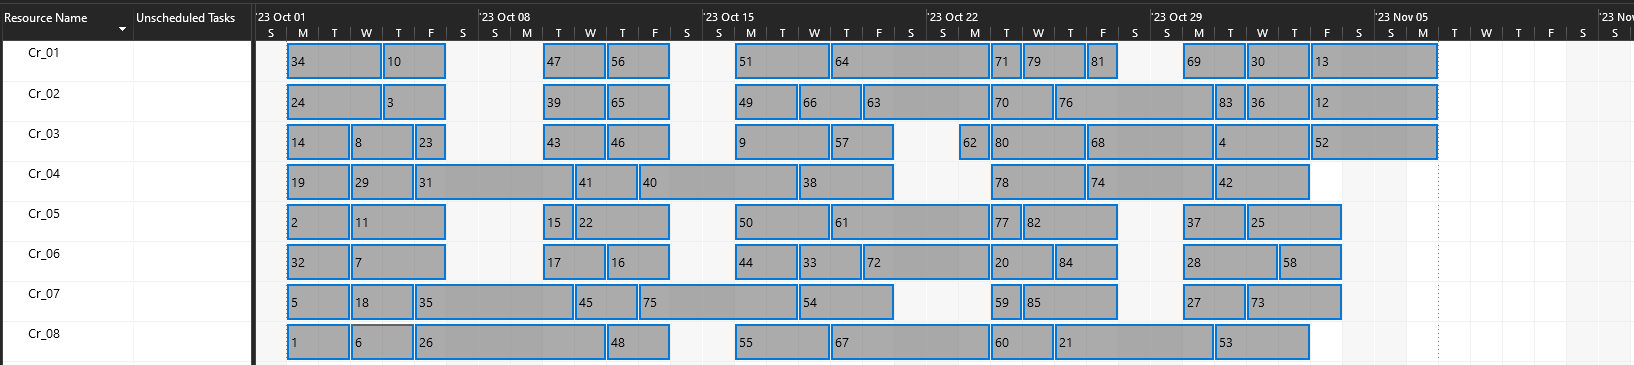 Resource Name Unscheduled Tasks '23 Oct 01 '23 Oct 08 '23 Oct 15 '23 Oct 22 '23 Oct 29 '23 Nov 05 '23 Nov
S M T W T F S S M T W T F S S M T W T F S S M T W T F S S M T W T F S S M T W T F S S
Cr_01 34 10 47 56 51 64 71 79 81 69 30 13
Cr_02 24 3 39 65 49 66 63 70 76 83 36 12
Cr_03 14 8 23 43 46 9 57 62 80 68 4 52
Cr_04 19 29 31 41 40 38 78 74 42
Cr_05 2 11 15 22 50 61 77 82 37 25
Cr_06 32 7 17 16 44 33 72 20 84 28 58
Cr_07 5 18 35 45 75 54 59 85 27 73
Cr_08 1 6 26 48 55 67 60 21 53